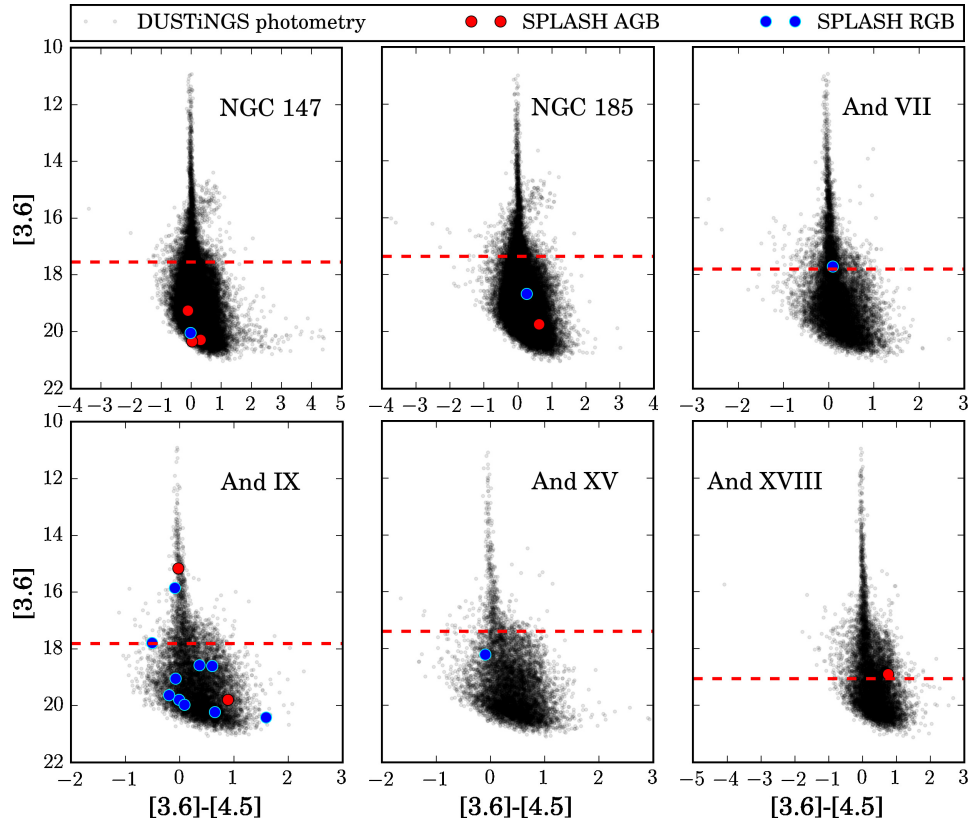 DUSTiNGS photometry SPLASH AGB SPLASH RGB
10
12
14
16
18
20
22
[3.6]
NGC 147 NGC 185 And VII
−4 −3 −2 −1 0 1 2 3 4 5
−4 −3 −2 −1 0 1 2 3 4
−3 −2 −1 0 1 2 3
10
12
14
16
18
20
22
[3.6]
And IX And XV And XVIII
−2 −1 0 1 2 3
−2 −1 0 1 2 3
−5 −4 −3 −2 −1 0 1 2 3
[3.6]-[4.5] [3.6]-[4.5] [3.6]-[4.5]